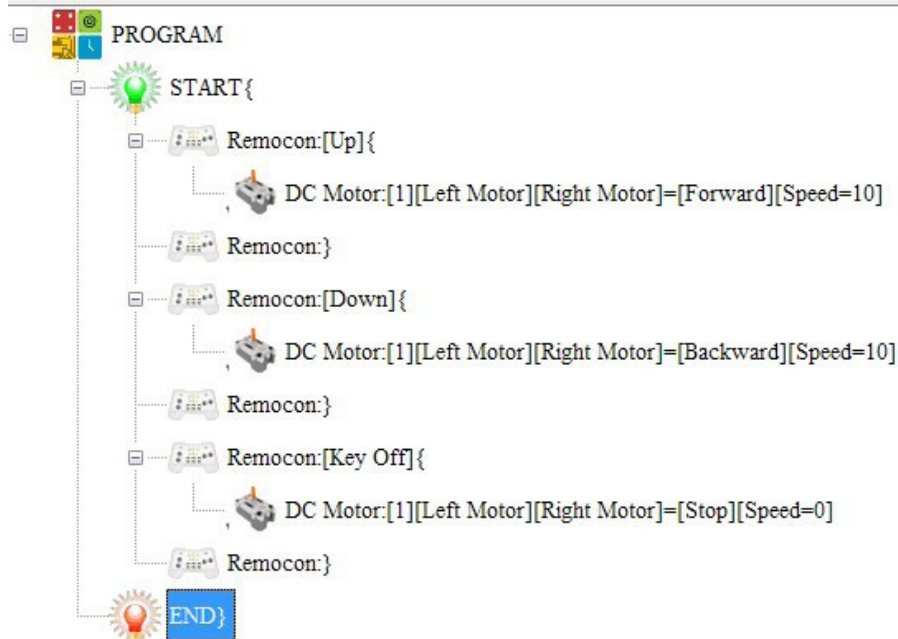 PROGRAM
START{
Remocon:[Up]{
DC Motor:[1][Left Motor][Right Motor]=[Forward][Speed=10]
Remocon:}
Remocon:[Down]{
DC Motor:[1][Left Motor][Right Motor]=[Backward][Speed=10]
Remocon:}
Remocon:[Key Off]{
DC Motor:[1][Left Motor][Right Motor]=[Stop][Speed=0]
Remocon:}
END}